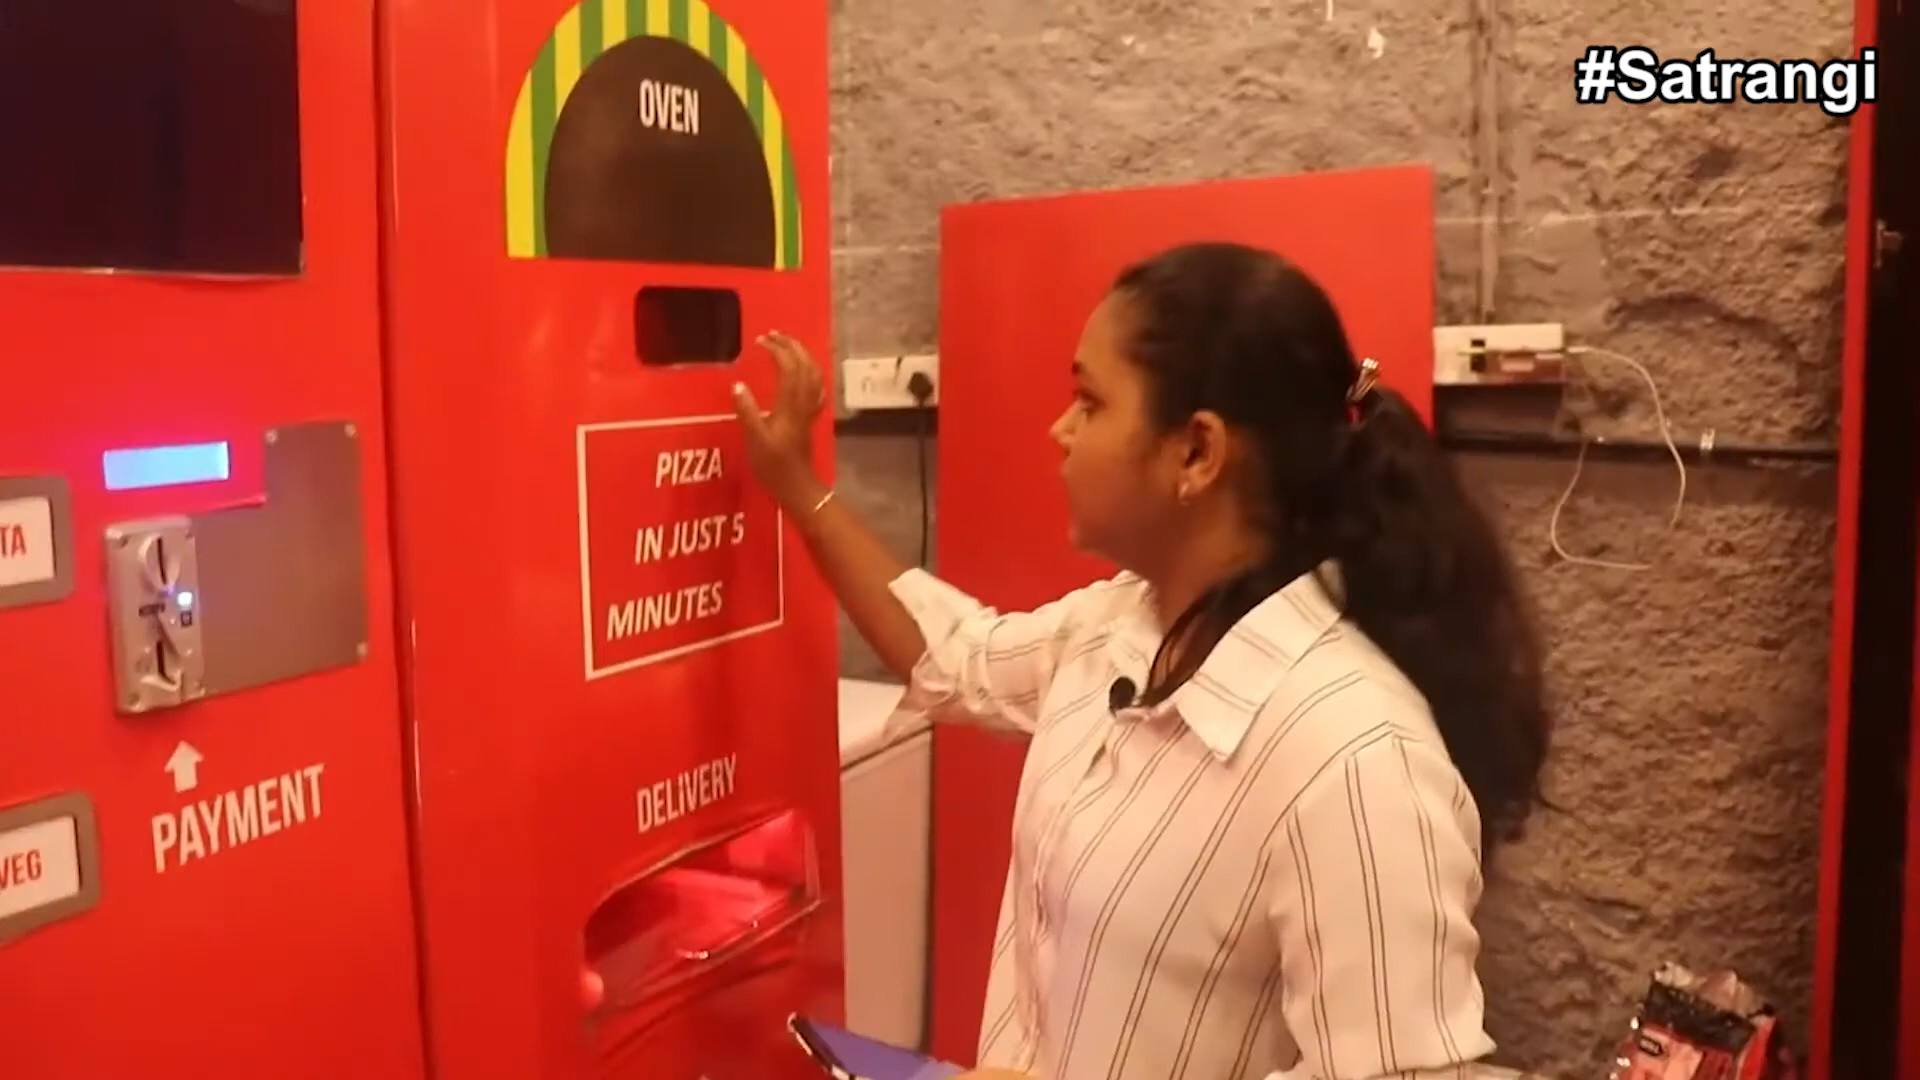 #Satrangi
OVEN
PIZZA
IN JUST 5
MINUTES
TA
DELIVERY
PAYMENT
VEG